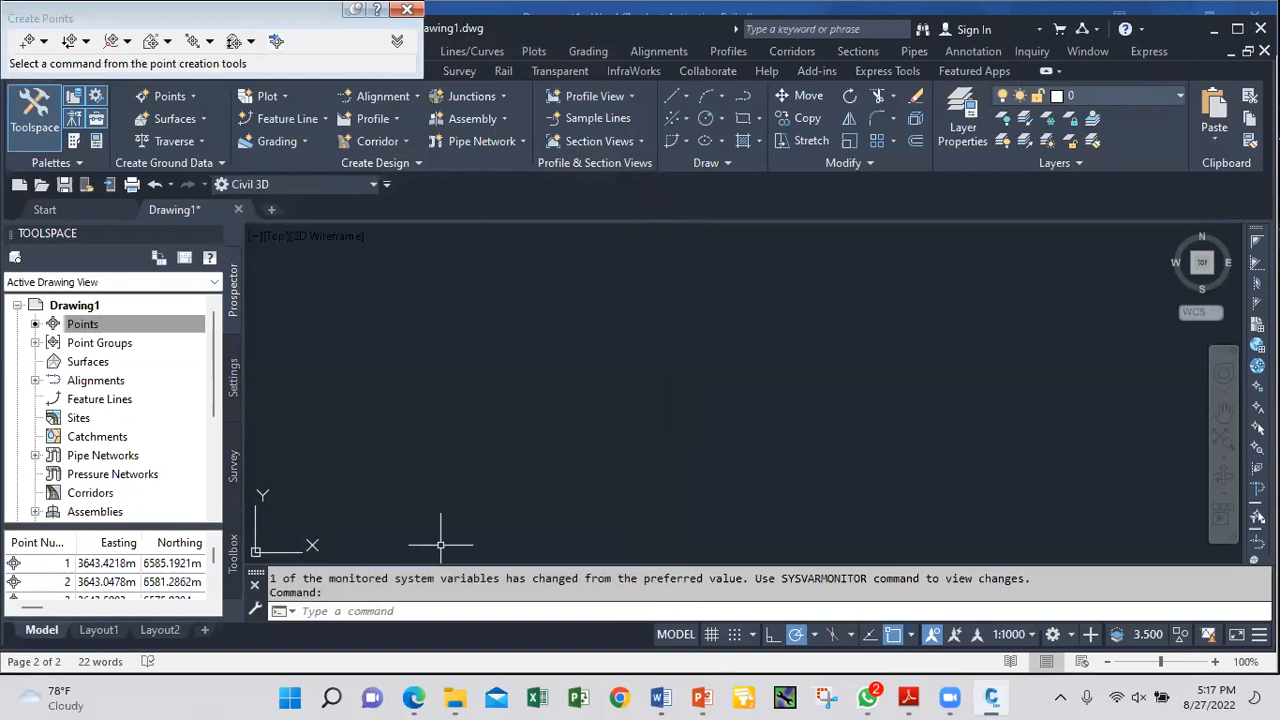 Create Points
Select a command from the point creation tools
rawing1.dwg
Type a keyword or phrase
Sign In
Lines/Curves Plots Grading Alignments Profiles Corridors Sections Pipes Annotation Inquiry Window Express
Survey Rail Transparent InfraWorks Collaborate Help Add-ins Express Tools Featured Apps
Toolspace
Palettes
Points
Surfaces
Traverse
Create Ground Data
Plot
Feature Line
Grading
Alignment
Profile
Corridor
Create Design
Junctions
Assembly
Pipe Network
Profile View
Sample Lines
Section Views
Profile & Section Views
Draw
Move
Copy
Stretch
Modify
Layer
Properties
0
Layers
Paste
Clipboard
Civil 3D
Start
Drawing1*
TOOLSPACE
Active Drawing View
Drawing1
Points
Point Groups
Surfaces
Alignments
Feature Lines
Sites
Catchments
Pipe Networks
Pressure Networks
Corridors
Assemblies
Prospector
Settings
Survey
Toolbox
Point Nu... Easting Northing
1 3643.4218m 6585.1921m
2 3643.0478m 6581.2862m
[−][Top][2D Wireframe]
N
W TOP E
S
WCS
Y
X
1 of the monitored system variables has changed from the preferred value. Use SYSVARMONITOR command to view changes.
Command:
Type a command
Model Layout1 Layout2 +
MODEL 1:1000 3.500
Page 2 of 2 22 words 100%
78°F
Cloudy
2
5:17 PM
8/27/2022